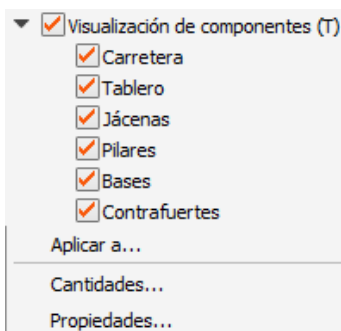 Visualización de componentes (T)
Carretera
Tablero
Jácenas
Pilares
Bases
Contrafuertes
Aplicar a...
Cantidades...
Propiedades...